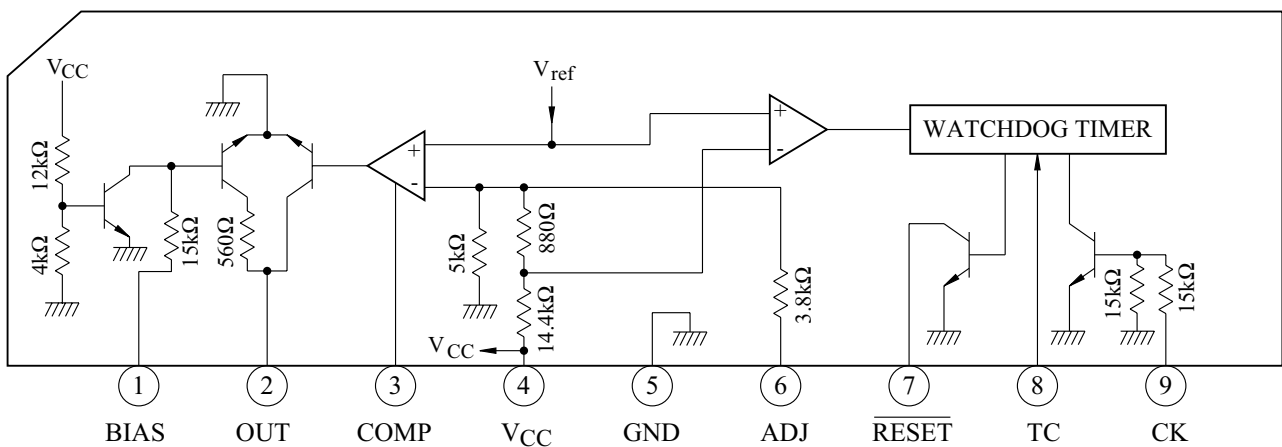 VCC
Vref
+
-
+
-
WATCHDOG TIMER
12kΩ
4kΩ
15kΩ
560Ω
5kΩ
880Ω
14.4kΩ
3.8kΩ
15kΩ
15kΩ
VCC
1
2
3
4
5
6
7
8
9
BIAS
OUT
COMP
VCC
GND
ADJ
RESET
TC
CK